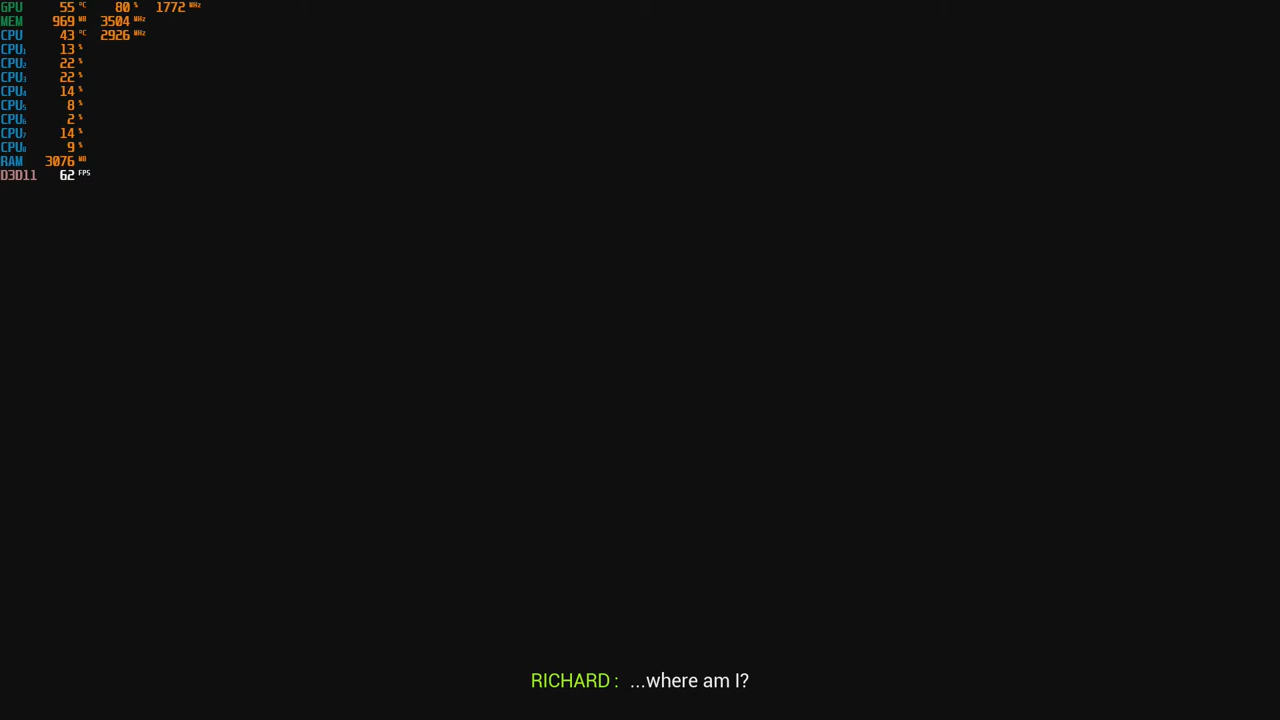 GPU 55 °C 80 % 1772 MHz
MEM 969 MB 3504 MHz
CPU 43 °C 2926 MHz
CPU1 13 %
CPU2 22 %
CPU3 22 %
CPU4 14 %
CPU5 8 %
CPU6 2 %
CPU7 14 %
CPU8 9 %
RAM 3076 MB
D3D11 62 FPS
RICHARD : ...where am I?